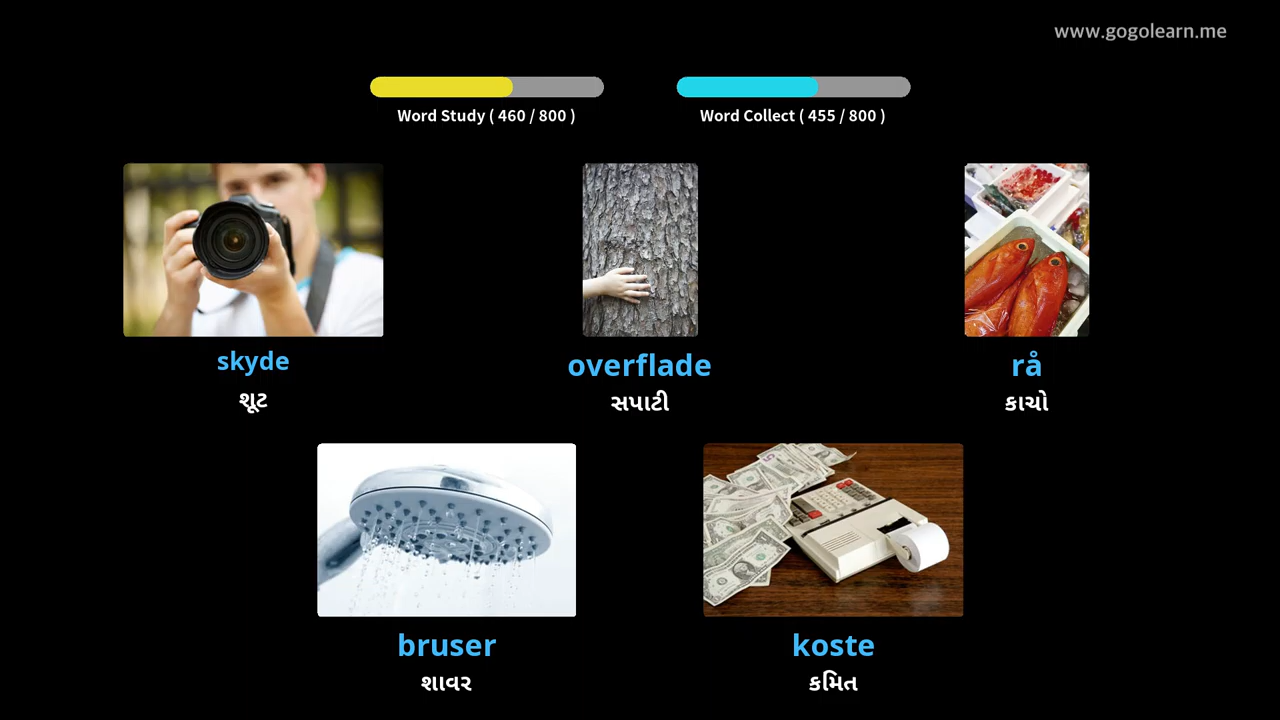 www.gogolearn.me
Word Study ( 460 / 800 )
Word Collect ( 455 / 800 )
skyde
શૂટ
overflade
સપાટી
rå
કાચો
bruser
શાવર
koste
કમિત